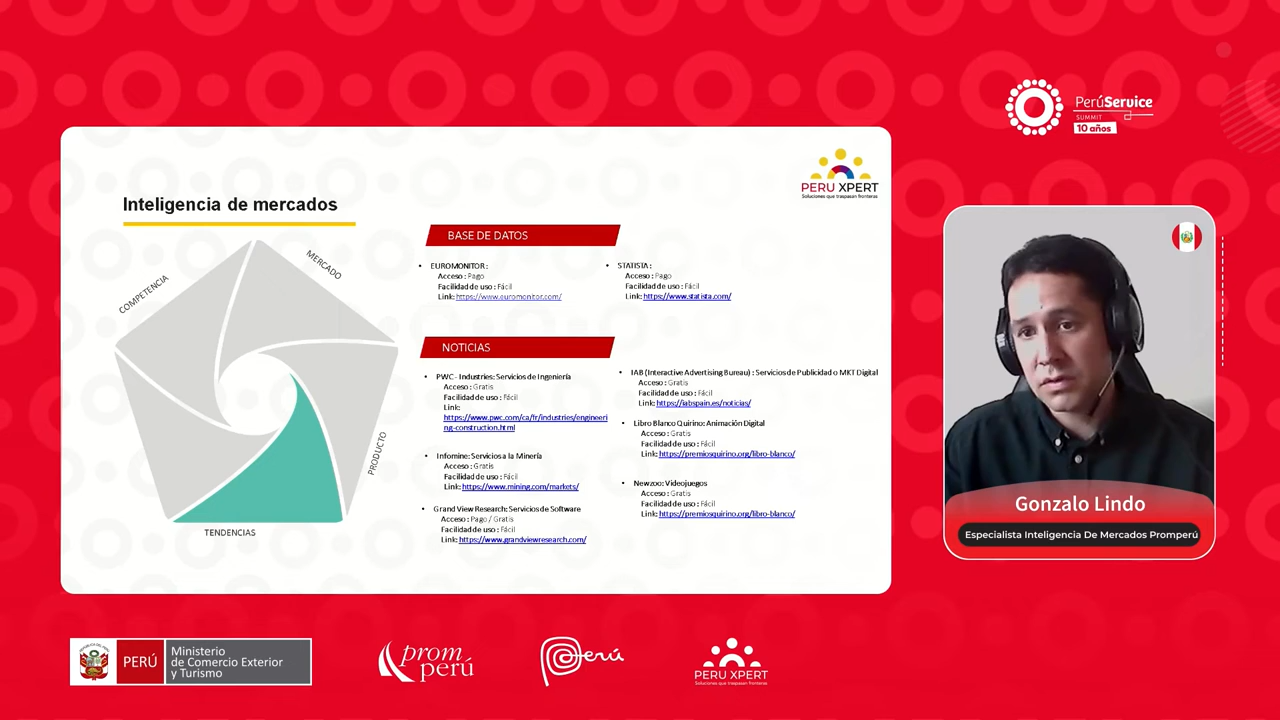 PerúService
SUMMIT
10 años
PERU XPERT
Soluciones que traspasan fronteras
Inteligencia de mercados
COMPETENCIA
MERCADO
PRODUCTO
TENDENCIAS
BASE DE DATOS
• EUROMONITOR:
Acceso: Pago
Facilidad de uso: Fácil
Link: https://www.euromonitor.com/
• STATISTA:
Acceso: Pago
Facilidad de uso: Fácil
Link: https://www.statista.com/
NOTICIAS
• PWC- Industries: Servicios de Ingeniería
Acceso: Gratis
Facilidad de uso: Fácil
Link:
https://www.pwc.com/ca/fr/industries/engineeri
ng-construction.html
• Infomine: Servicios a la Minería
Acceso: Gratis
Facilidad de uso: Fácil
Link: https://www.mining.com/markets/
• Grand View Research: Servicios de Software
Acceso: Pago / Gratis
Facilidad de uso: Fácil
Link: https://www.grandviewresearch.com/
• IAB (Interactive Advertising Bureau) : Servicios de Publicidad o MKT Digital
Acceso: Gratis
Facilidad de uso: Fácil
Link: https://iabspain.es/noticias/
• Libro Blanco Quirino: Animación Digital
Acceso: Gratis
Facilidad de uso: Fácil
Link: https://premiosquirino.org/libro-blanco/
• Newzoo: Videojuegos
Acceso: Gratis
Facilidad de uso: Fácil
Link: https://premiosquirino.org/libro-blanco/
Gonzalo Lindo
Especialista Inteligencia De Mercados Promperú
PERÚ
Ministerio
de Comercio Exterior
y Turismo
prom
perú
Perú
PERU XPERT
Soluciones que traspasan fronteras